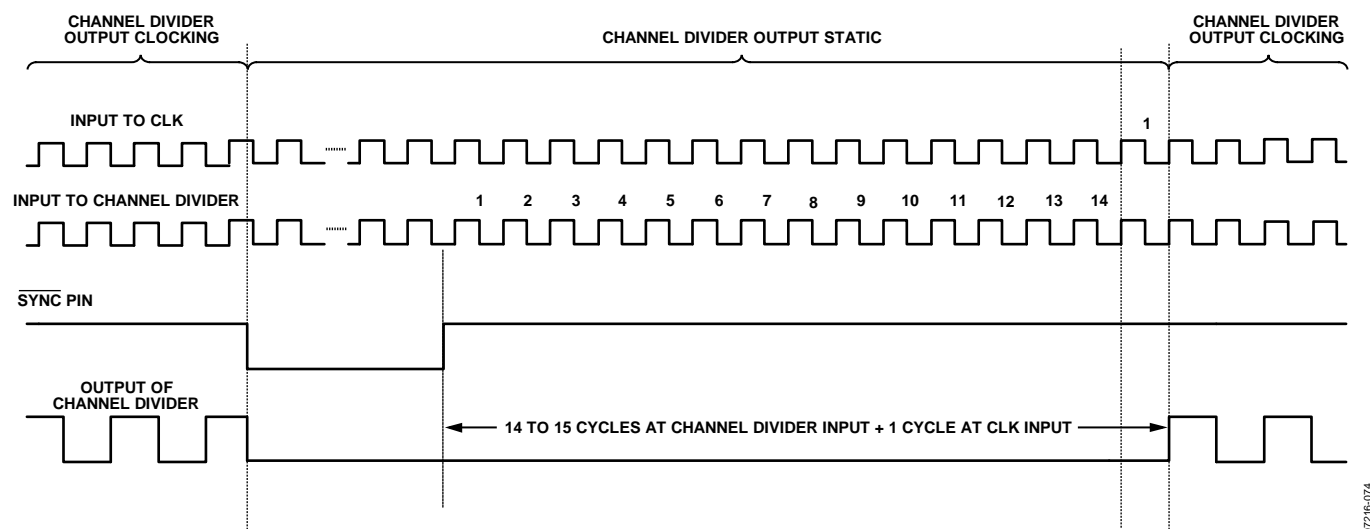 CHANNEL DIVIDER
OUTPUT CLOCKING
CHANNEL DIVIDER OUTPUT STATIC
CHANNEL DIVIDER
OUTPUT CLOCKING
INPUT TO CLK
1
INPUT TO CHANNEL DIVIDER
1 2 3 4 5 6 7 8 9 10 11 12 13 14
SYNC PIN
OUTPUT OF
CHANNEL DIVIDER
14 TO 15 CYCLES AT CHANNEL DIVIDER INPUT + 1 CYCLE AT CLK INPUT
7216-074